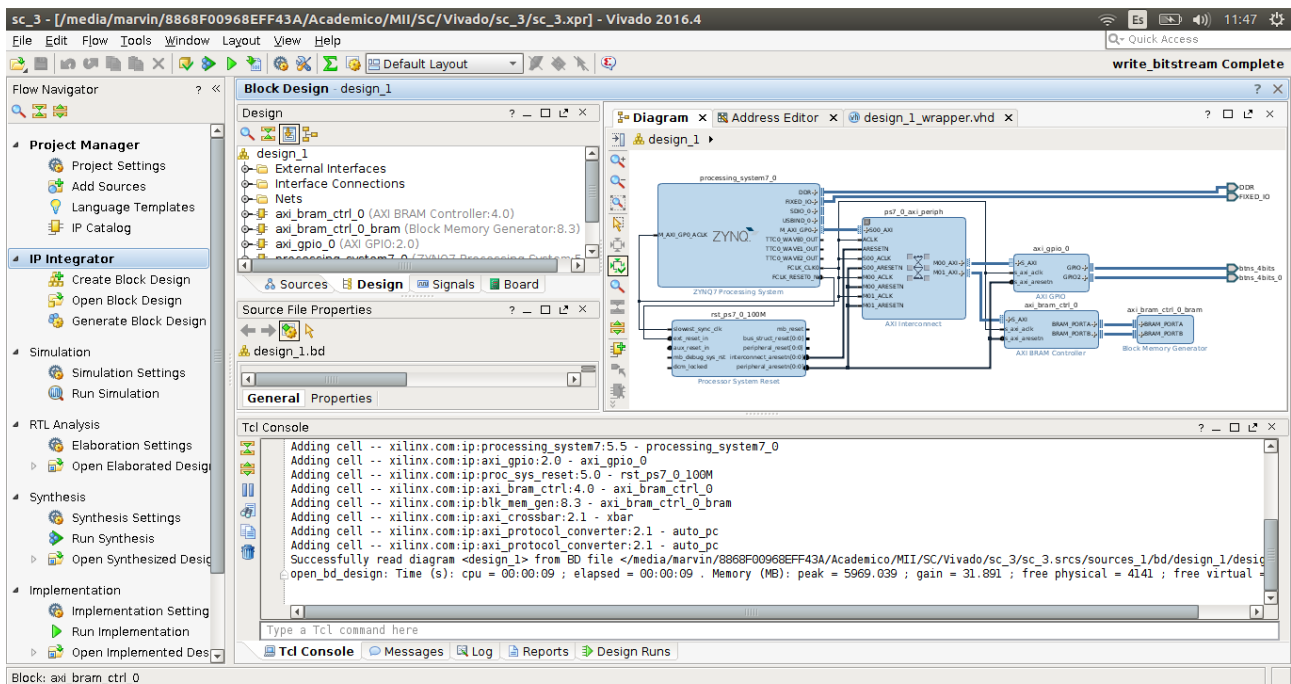 sc_3 - [/media/marvin/8868F00968EFF43A/Academico/MII/SC/Vivado/sc_3/sc_3.xpr] - Vivado 2016.4
Es
11:47
File Edit Flow Tools Window Layout View Help
Q- Quick Access
Default Layout
write_bitstream Complete
Flow Navigator
? «
Project Manager
Project Settings
Add Sources
Language Templates
IP Catalog
IP Integrator
Create Block Design
Open Block Design
Generate Block Design
Simulation
Simulation Settings
Run Simulation
RTL Analysis
Elaboration Settings
Open Elaborated Desig
Synthesis
Synthesis Settings
Run Synthesis
Open Synthesized Desig
Implementation
Implementation Setting
Run Implementation
Open Implemented Des
Block Design - design_1
Design
design_1
External Interfaces
Interface Connections
Nets
axi_bram_ctrl_0 (AXI BRAM Controller:4.0)
axi_bram_ctrl_0_bram (Block Memory Generator:8.3)
axi_gpio_0 (AXI GPIO:2.0)
processing_system7_0 (ZYNQ7 Processing System:5
Sources Design Signals Board
Source File Properties
design_1.bd
General Properties
Diagram Address Editor design_1_wrapper.vhd
design_1
processing_system7_0
DDR
FIXED_IO
SDIO_0
USBIND_0
M_AXI_GP0
M_AXI_GP0_ACLK
ZYNQ
TTC0_WAVE0_OUT
TTC0_WAVE1_OUT
TTC0_WAVE2_OUT
FCLK_CLK0
FCLK_RESET0_N
ZYNQ7 Processing System
rst_ps7_0_100M
slowest_sync_clk mb_reset
ext_reset_in bus_struct_reset[0:0]
aux_reset_in peripheral_reset[0:0]
mb_debug_sys_rst interconnect_aresetn[0:0]
dcm_locked peripheral_aresetn[0:0]
Processor System Reset
ps7_0_axi_periph
S00_AXI
ACLK
ARESETN
S00_ACLK
S00_ARESETN M00_AXI
M00_ACLK M01_AXI
M00_ARESETN
M01_ACLK
M01_ARESETN
AXI Interconnect
axi_gpio_0
S_AXI
s_axi_aclk GPIO
s_axi_aresetn GPIO2
AXI GPIO
axi_bram_ctrl_0
S_AXI
s_axi_aclk BRAM_PORTA
s_axi_aresetn BRAM_PORTB
AXI BRAM Controller
axi_bram_ctrl_0_bram
BRAM_PORTA
BRAM_PORTB
Block Memory Generator
DDR
FIXED_IO
btns_4bits
btns_4bits_0
Tcl Console
Adding cell -- xilinx.com:ip:processing_system7:5.5 - processing_system7_0
Adding cell -- xilinx.com:ip:axi_gpio:2.0 - axi_gpio_0
Adding cell -- xilinx.com:ip:proc_sys_reset:5.0 - rst_ps7_0_100M
Adding cell -- xilinx.com:ip:axi_bram_ctrl:4.0 - axi_bram_ctrl_0
Adding cell -- xilinx.com:ip:blk_mem_gen:8.3 - axi_bram_ctrl_0_bram
Adding cell -- xilinx.com:ip:axi_crossbar:2.1 - xbar
Adding cell -- xilinx.com:ip:axi_protocol_converter:2.1 - auto_pc
Adding cell -- xilinx.com:ip:axi_protocol_converter:2.1 - auto_pc
Successfully read diagram <design_1> from BD file </media/marvin/8868F00968EFF43A/Academico/MII/SC/Vivado/sc_3/sc_3.srcs/sources_1/bd/design_1/desig
open_bd_design: Time (s): cpu = 00:00:09 ; elapsed = 00:00:09 . Memory (MB): peak = 5969.039 ; gain = 31.891 ; free physical = 4141 ; free virtual =
Type a Tcl command here
Tcl Console Messages Log Reports Design Runs
Block: axi_bram_ctrl_0